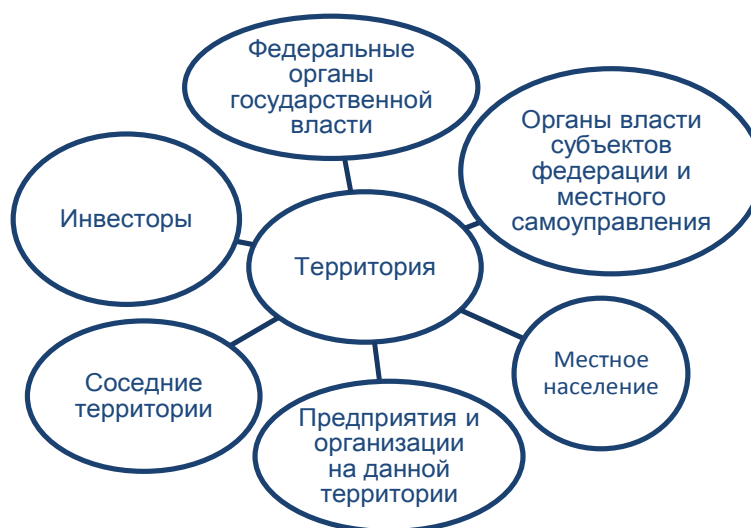 Федеральные
органы
государственной
власти
Органы власти
субъектов
федерации и
местного
самоуправления
Инвесторы
Территория
Местное
население
Соседние
территории
Предприятия и
организации
на данной
территории